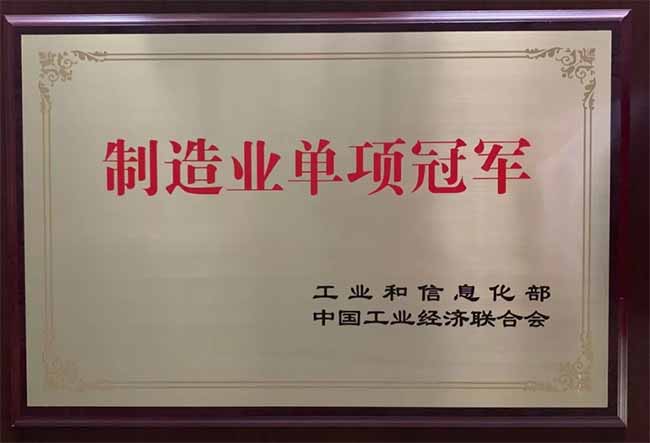 制造业单项冠军
工业和信息化部
中国工业经济联合会